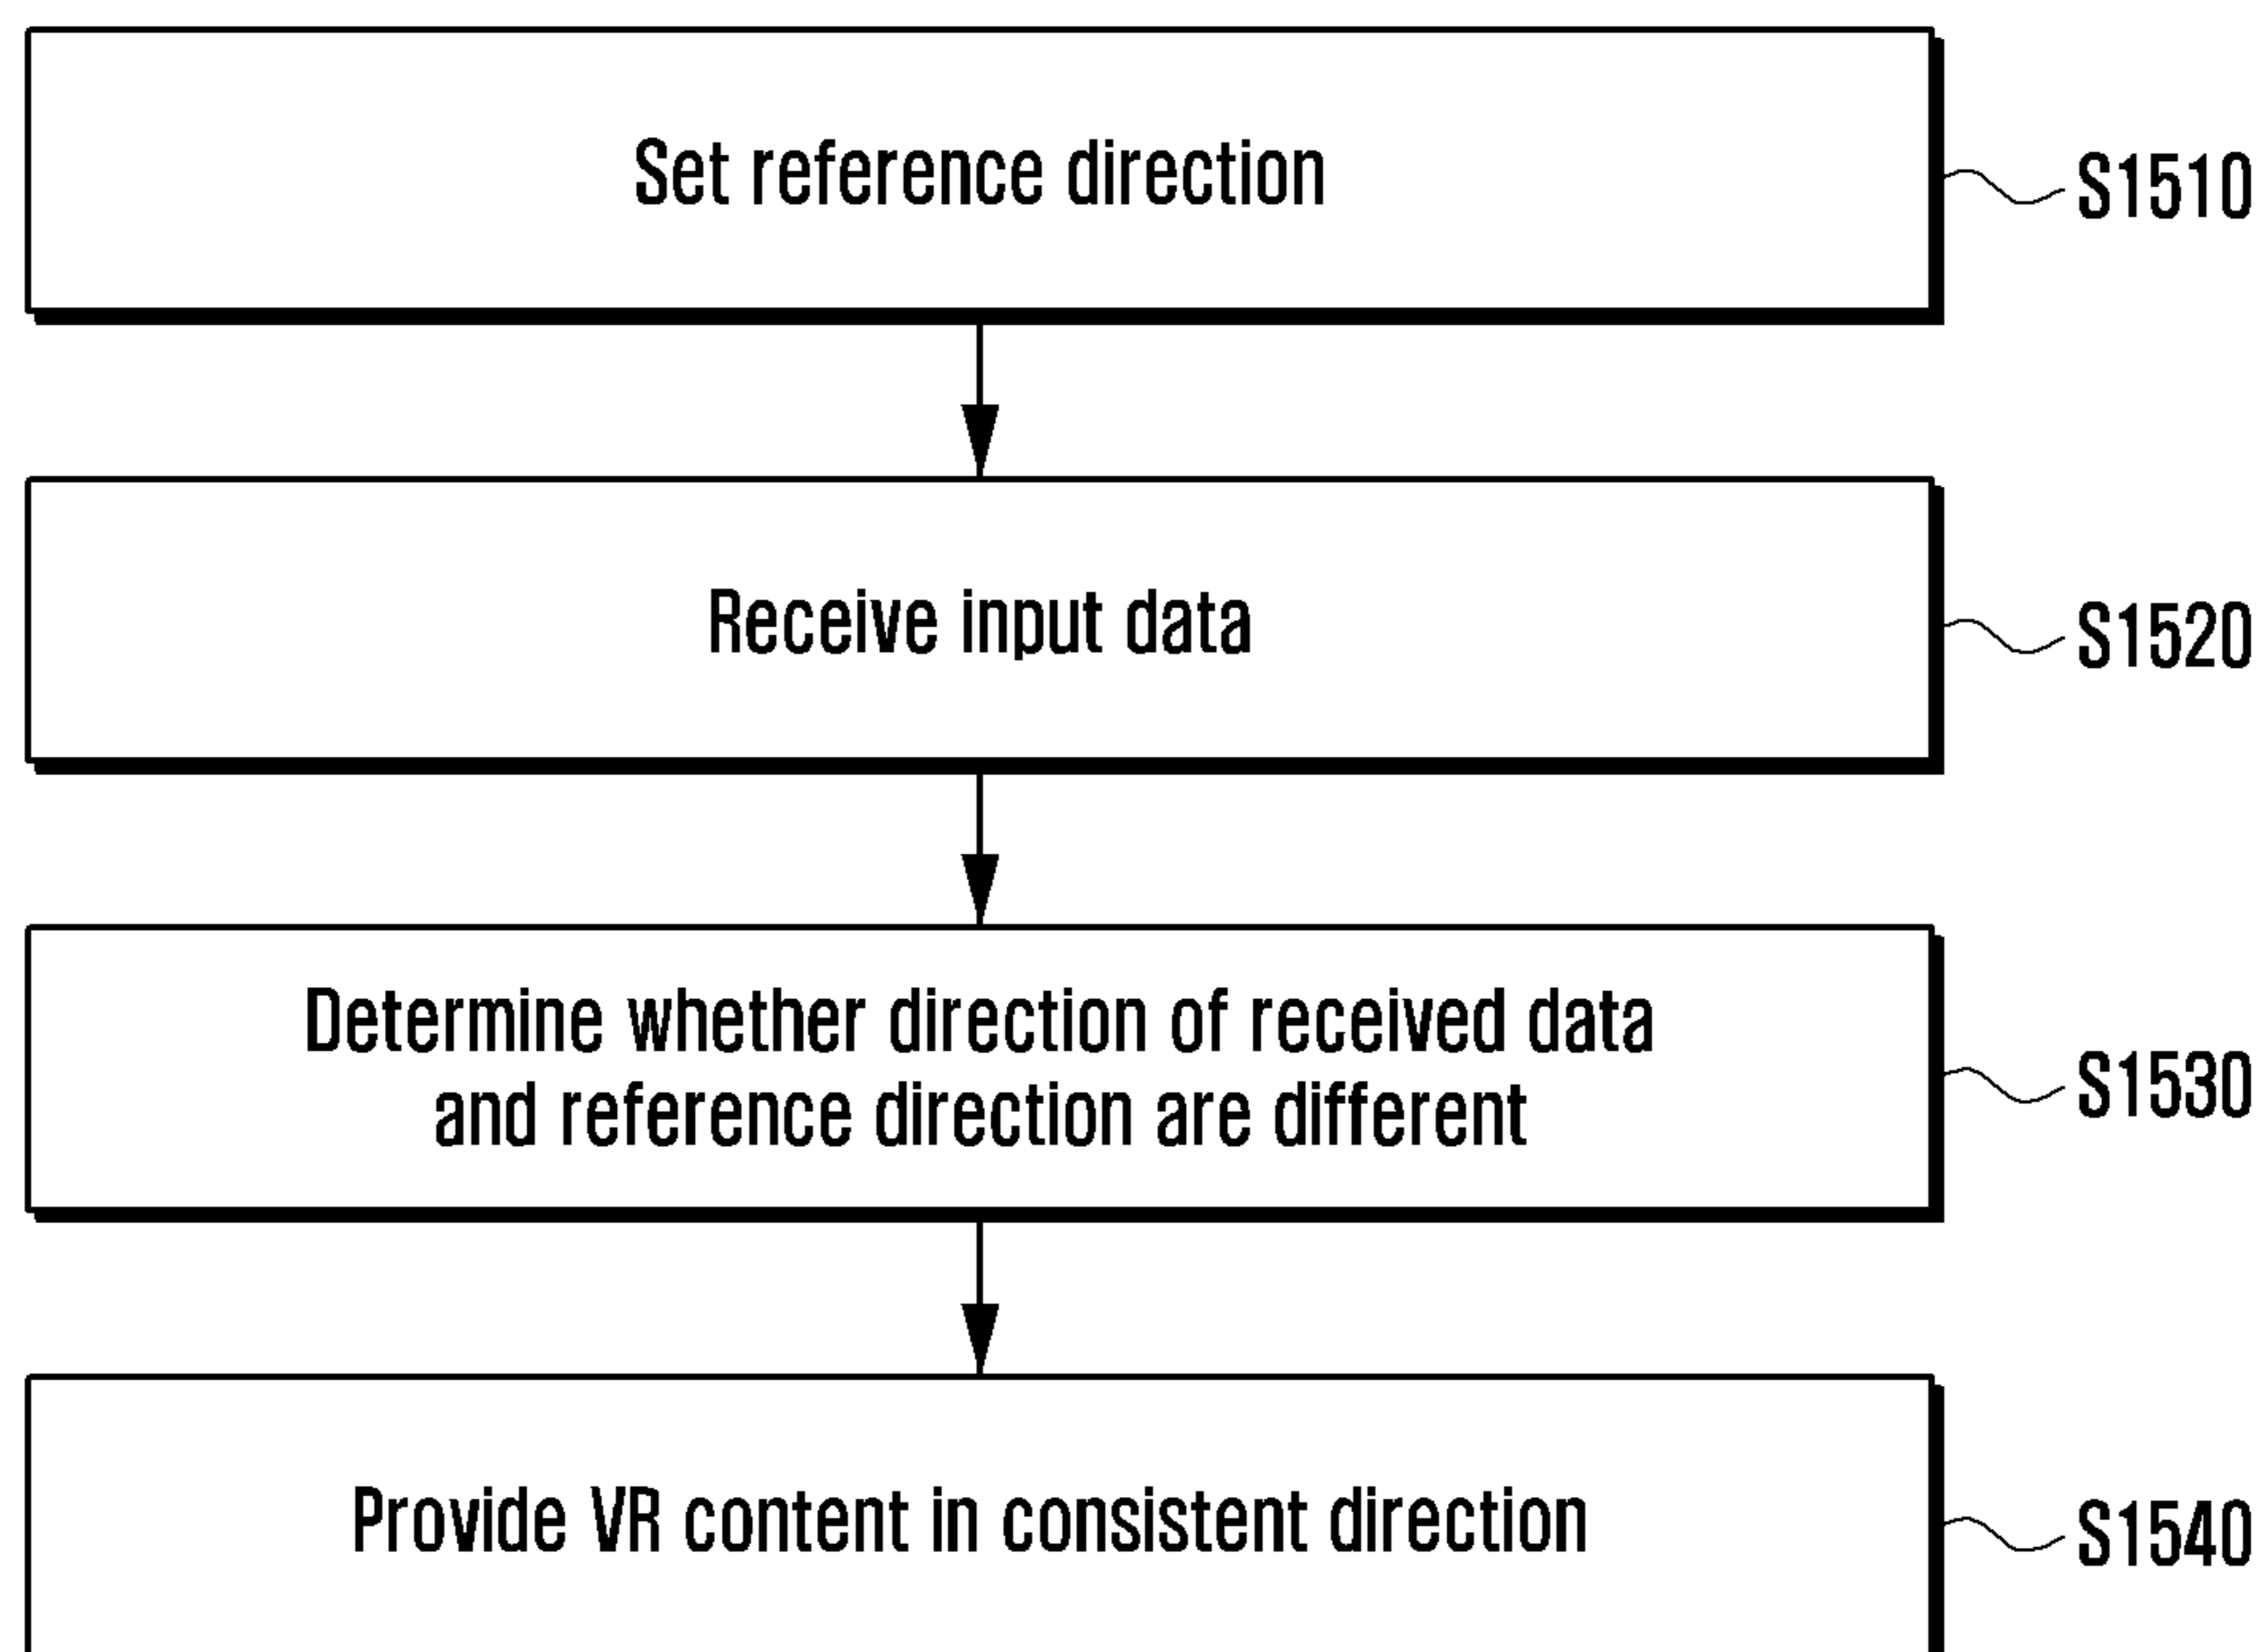 Set reference direction
S1510
Receive input data
S1520
Determine whether direction of received data
and reference direction are different
S1530
Provide VR content in consistent direction
S1540